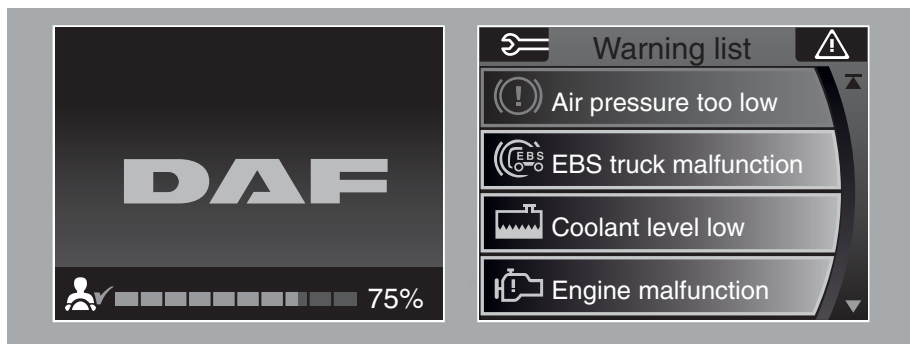 DAF
75%
Warning list
Air pressure too low
EBS
EBS truck malfunction
Coolant level low
Engine malfunction